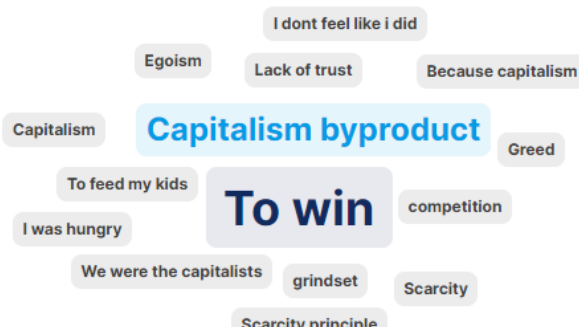 I dont feel like i did
Egoism
Lack of trust
Because capitalism
Capitalism
Capitalism byproduct
Greed
To feed my kids
To win
competition
I was hungry
We were the capitalists
grindset
Scarcity
Scarcity principle